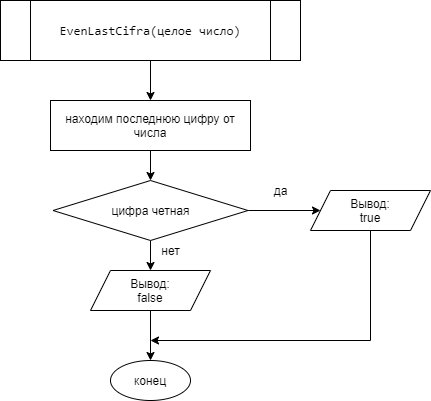 EvenLastCifra(целое число)
находим последнюю цифру от
числа
цифра четная
да
Вывод:
true
нет
Вывод:
false
конец